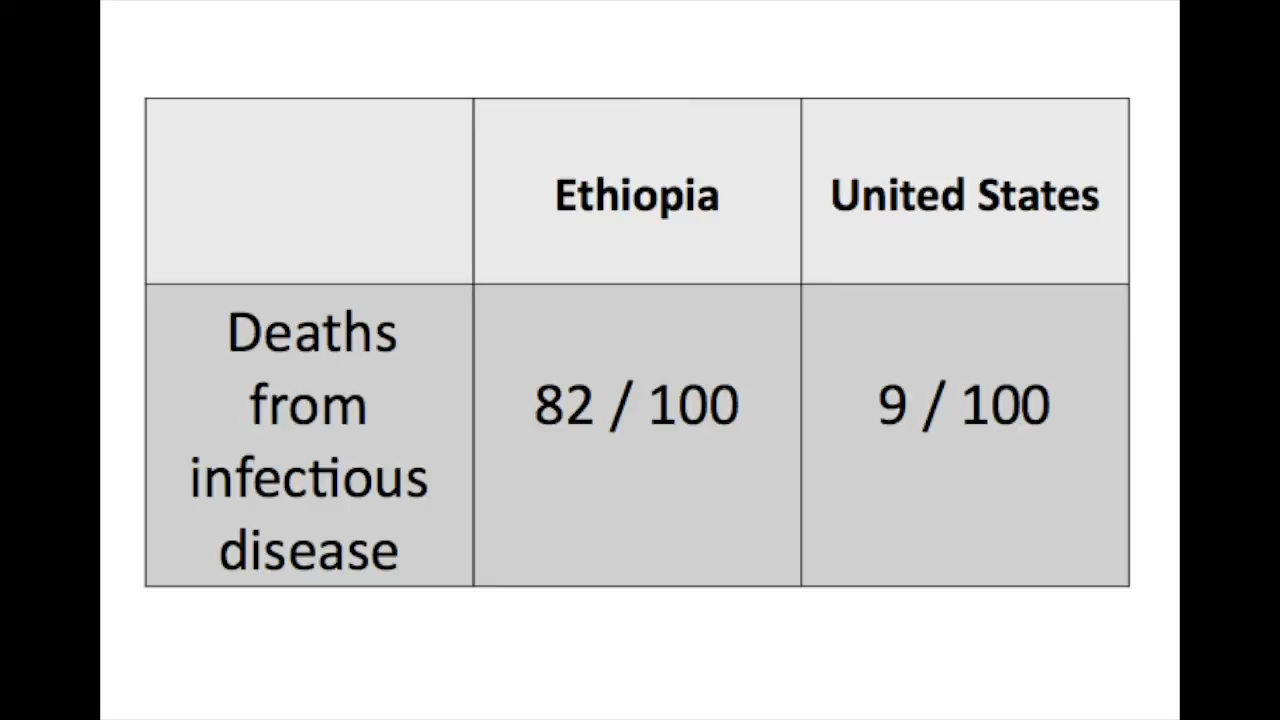 Ethiopia
United States
Deaths
from
infectious
disease
82 / 100
9 / 100